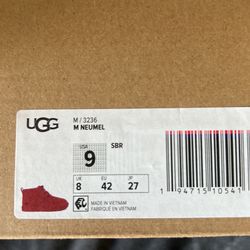 UGG
M / 3236
M NEUMEL
USA
9
SBR
UK
EU
JP
8
42
27
MADE IN VIETNAM
FABRIQUÉ EN VIETNAM
1 94715 10541